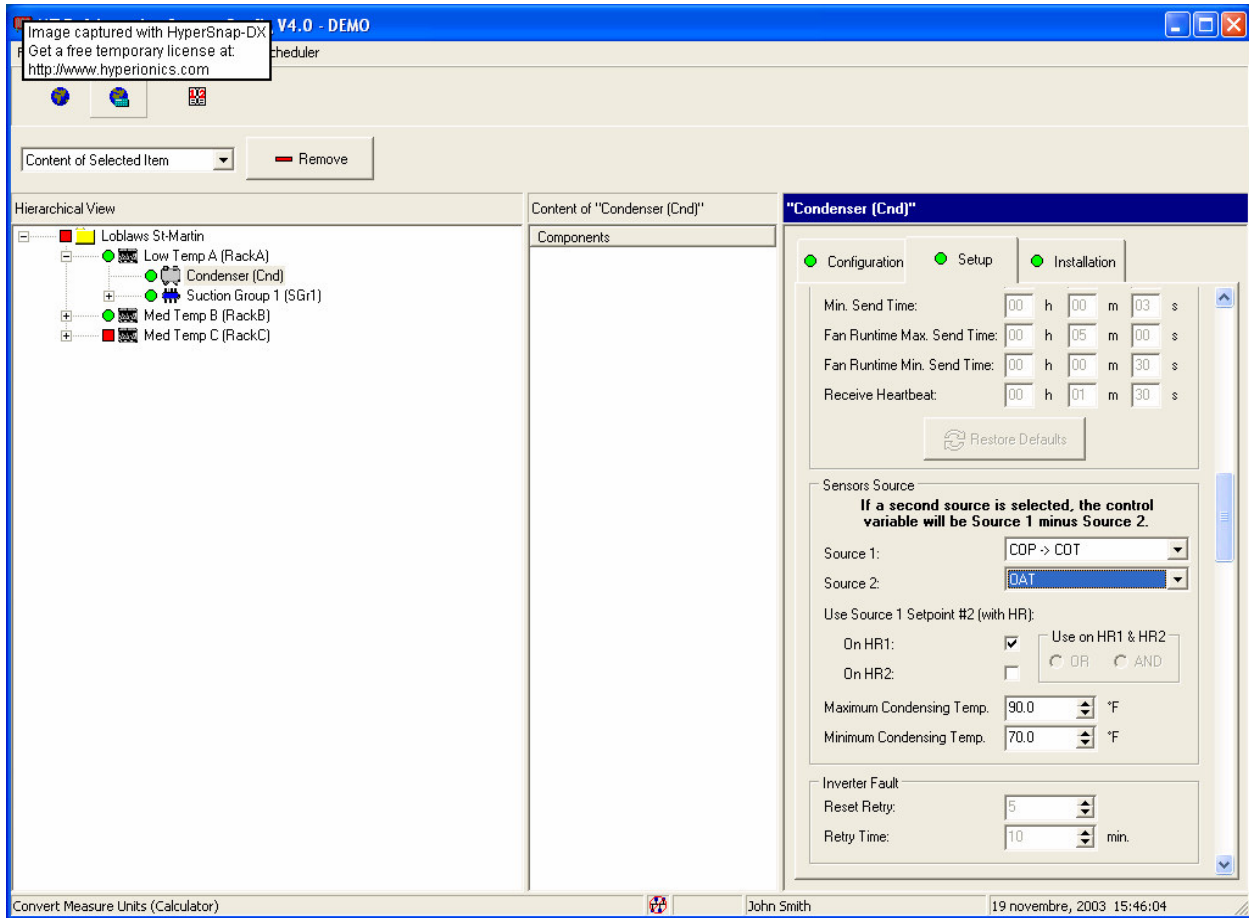 V4.0 - DEMO
Image captured with HyperSnap-DX
Get a free temporary license at:
http://www.hyperionics.com
cheduler
Content of Selected Item
Remove
Hierarchical View
Content of "Condenser (Cnd)"
"Condenser (Cnd)"
Loblaws St-Martin
Low Temp A (RackA)
Condenser (Cnd)
Suction Group 1 (SGr1)
Med Temp B (RackB)
Med Temp C (RackC)
Components
Configuration Setup Installation
Min. Send Time: 00 h 00 m 03 s
Fan Runtime Max. Send Time: 00 h 05 m 00 s
Fan Runtime Min. Send Time: 00 h 00 m 30 s
Receive Heartbeat: 00 h 01 m 30 s
Restore Defaults
Sensors Source
If a second source is selected, the control
variable will be Source 1 minus Source 2.
Source 1: COP -> COT
Source 2: OAT
Use Source 1 Setpoint #2 (with HR):
On HR1:
Use on HR1 & HR2
OR AND
On HR2:
Maximum Condensing Temp. 90.0 °F
Minimum Condensing Temp. 70.0 °F
Inverter Fault
Reset Retry: 5
Retry Time: 10 min.
Convert Measure Units (Calculator) John Smith 19 novembre, 2003 15:46:04